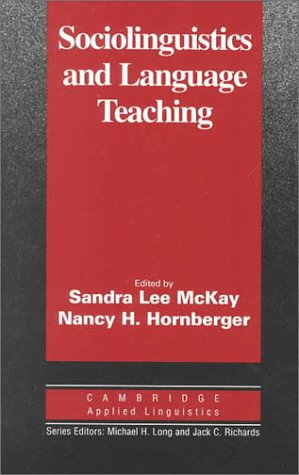 Sociolinguistics
and Language
Teaching
Edited by
Sandra Lee McKay
Nancy H. Hornberger
CAMBRIDGE
Applied Linguistics
Series Editors: Michael H. Long and Jack C. Richards